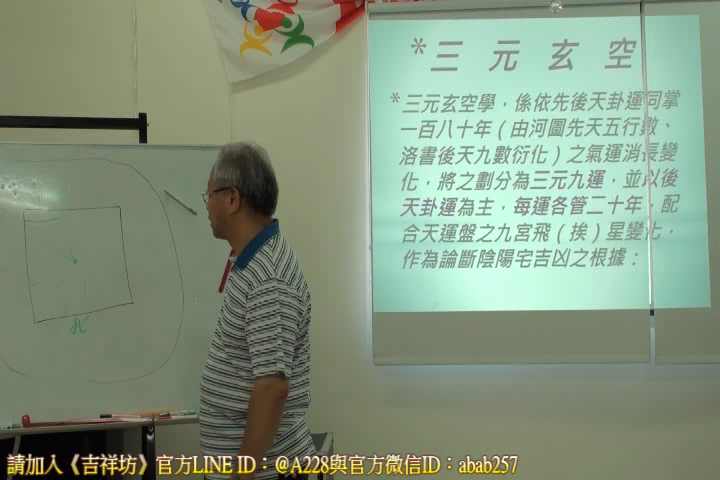 *三元玄空
*三元玄空學，係依先後天卦運同掌
一百八十年（由河圖先天五行數、
洛書後天九數衍化）之氣運消長變
化，將之劃分為三元九運，並以後
天卦運為主，每運各管二十年，配
合天運盤之九宮飛（挨）星變化，
作為論斷陰陽宅吉凶之根據：
北
請加入《吉祥坊》官方LINE ID：@A228與官方微信ID：abab257